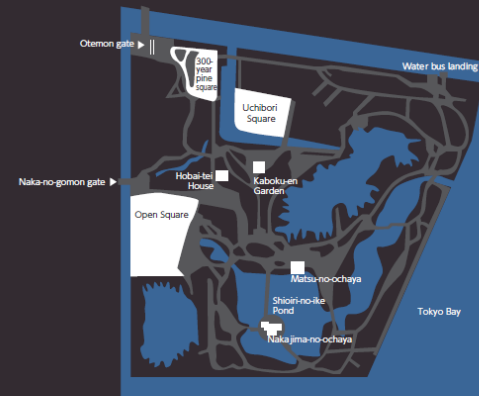 Otemon gate
300-
year
pine
square
Water bus landing
Uchibori
Square
Hobai-tei
House
Kaboku-en
Garden
Naka-no-gomon gate
Open Square
Matsu-no-ochaya
Shioiri-no-ike
Pond
Tokyo Bay
Nakajima-no-ochaya